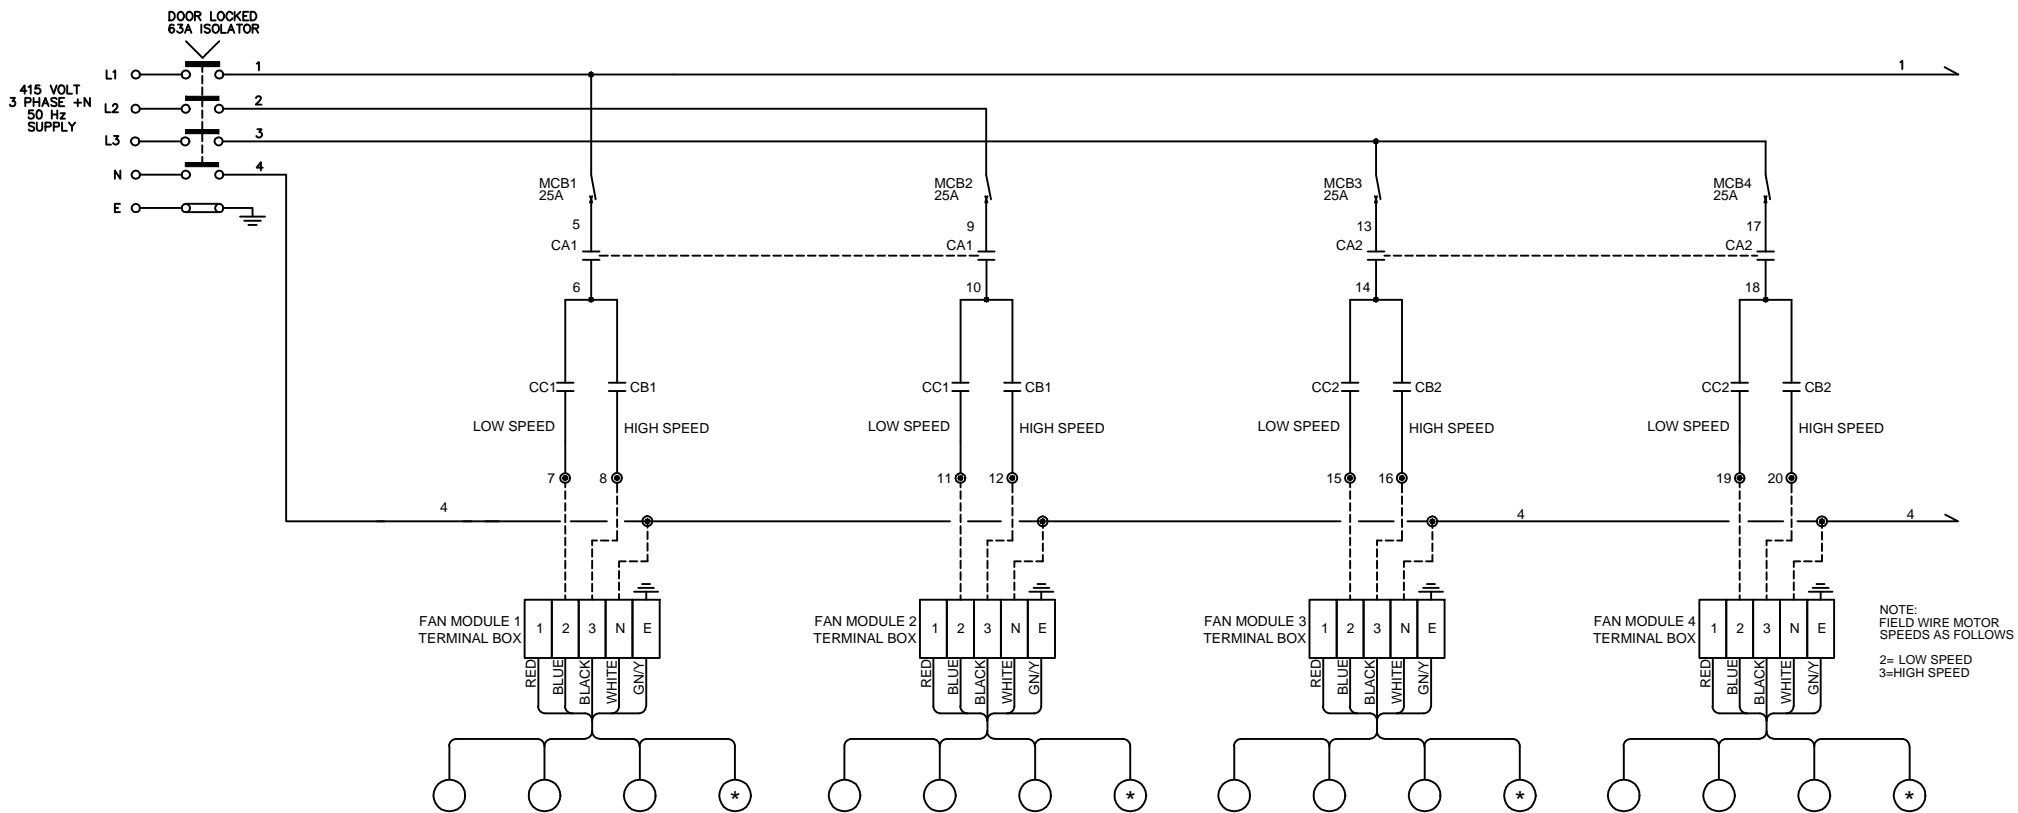 DOOR LOCKED
63A ISOLATOR
415 VOLT
3 PHASE +N
50 Hz
SUPPLY
L1
1
1
L2
2
L3
3
N
4
E
MCB1
25A
MCB2
25A
MCB3
25A
MCB4
25A
5
9
13
17
CA1
CA1
CA2
CA2
6
10
14
18
CC1
CB1
CC1
CB1
CC2
CB2
CC2
CB2
LOW SPEED
HIGH SPEED
LOW SPEED
HIGH SPEED
LOW SPEED
HIGH SPEED
LOW SPEED
HIGH SPEED
7
8
11
12
15
16
19
20
4
4
4
FAN MODULE 1
TERMINAL BOX
1 2 3 N E
RED
BLUE
BLACK
WHITE
GN/Y
FAN MODULE 2
TERMINAL BOX
1 2 3 N E
RED
BLUE
BLACK
WHITE
GN/Y
FAN MODULE 3
TERMINAL BOX
1 2 3 N E
RED
BLUE
BLACK
WHITE
GN/Y
FAN MODULE 4
TERMINAL BOX
1 2 3 N E
RED
BLUE
BLACK
WHITE
GN/Y
NOTE:
FIELD WIRE MOTOR
SPEEDS AS FOLLOWS
2= LOW SPEED
3=HIGH SPEED
*
*
*
*